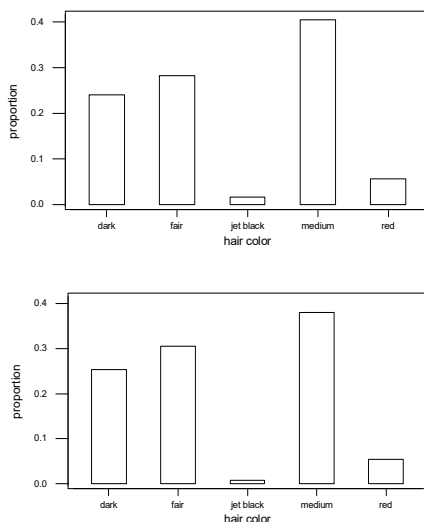 0.4
0.3
0.2
0.1
0.0
proportion
dark fair jet black medium red
hair color
0.4
0.3
0.2
0.1
0.0
proportion
dark fair jet black medium red
hair color